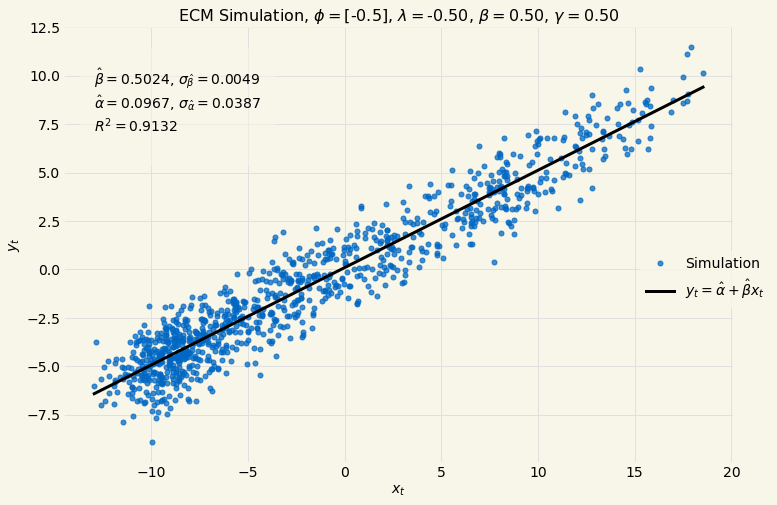 ECM Simulation, ϕ = [-0.5], λ = -0.50, β = 0.50, γ = 0.50
12.5
10.0
7.5
5.0
2.5
0.0
−2.5
−5.0
−7.5
y_t
β̂ = 0.5024, σ_β̂ = 0.0049
α̂ = 0.0967, σ_α̂ = 0.0387
R² = 0.9132
Simulation
y_t = α̂ + β̂x_t
−10 −5 0 5 10 15 20
x_t